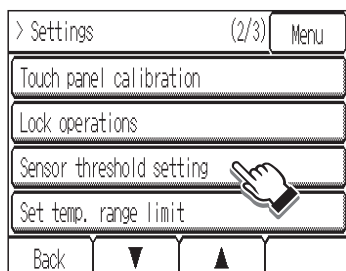 > Settings (2/3) Menu
Touch panel calibration
Lock operations
Sensor threshold setting
Set temp. range limit
Back ▼ ▲